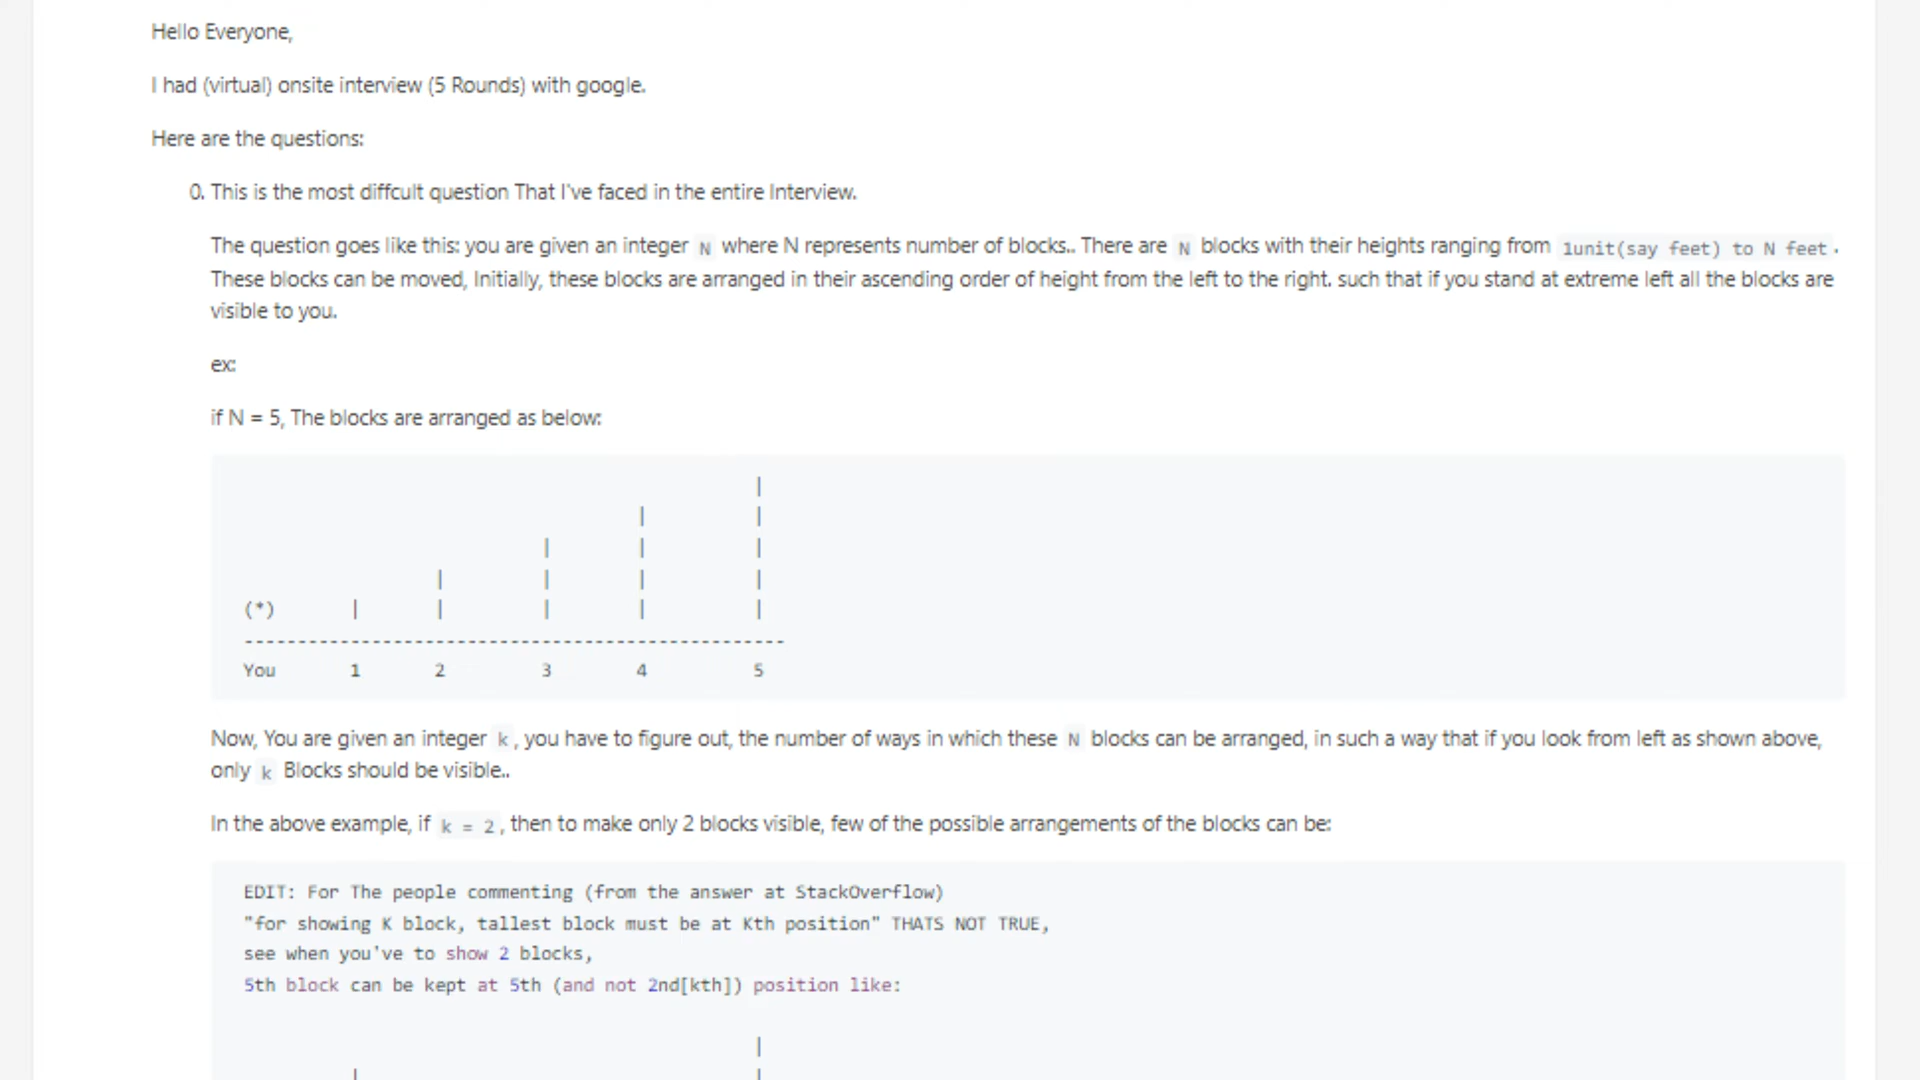 Hello Everyone,
I had (virtual) onsite interview (5 Rounds) with google.
Here are the questions:
0. This is the most diffcult question That I've faced in the entire Interview.
The question goes like this: you are given an integer N where N represents number of blocks.. There are N blocks with their heights ranging from 1unit(say feet) to N feet .
These blocks can be moved, Initially, these blocks are arranged in their ascending order of height from the left to the right. such that if you stand at extreme left all the blocks are
visible to you.
ex:
if N = 5, The blocks are arranged as below:
|
| |
| | |
| | | |
(*) | | | | |
---------------------------------------------------
You 1 2 3 4 5
Now, You are given an integer k , you have to figure out, the number of ways in which these N blocks can be arranged, in such a way that if you look from left as shown above,
only k Blocks should be visible..
In the above example, if k = 2 , then to make only 2 blocks visible, few of the possible arrangements of the blocks can be:
EDIT: For The people commenting (from the answer at StackOverflow)
"for showing K block, tallest block must be at Kth position" THATS NOT TRUE,
see when you've to show 2 blocks,
5th block can be kept at 5th (and not 2nd[kth]) position like:
|
| |